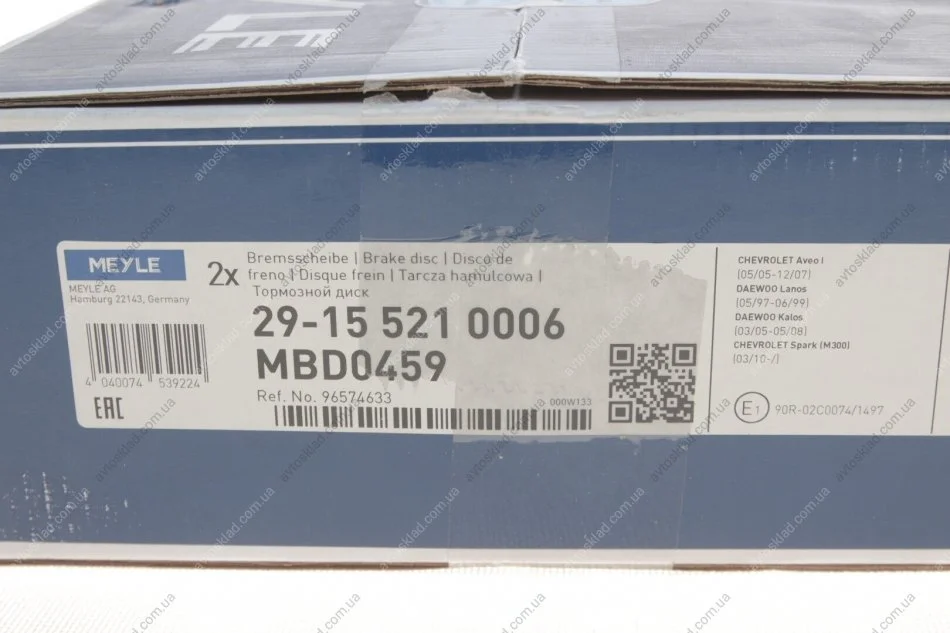 MEYLE
MEYLE AG
Hamburg 22143, Germany
4 040074 539224
EAC
2x
Bremsscheibe | Brake disc | Disco de
freno | Disque frein | Tarcza hamulcowa |
Тормозной диск
29-15 521 0006
MBD0459
Ref. No. 96574633
000W133
CHEVROLET Aveo I
(05/05-12/07)
DAEWOO Lanos
(05/97-06/99)
DAEWOO Kalos
(03/05-05/08)
CHEVROLET Spark (M300)
(03/10-/)
E1
90R-02C0074/1497
avtosklad.com.ua